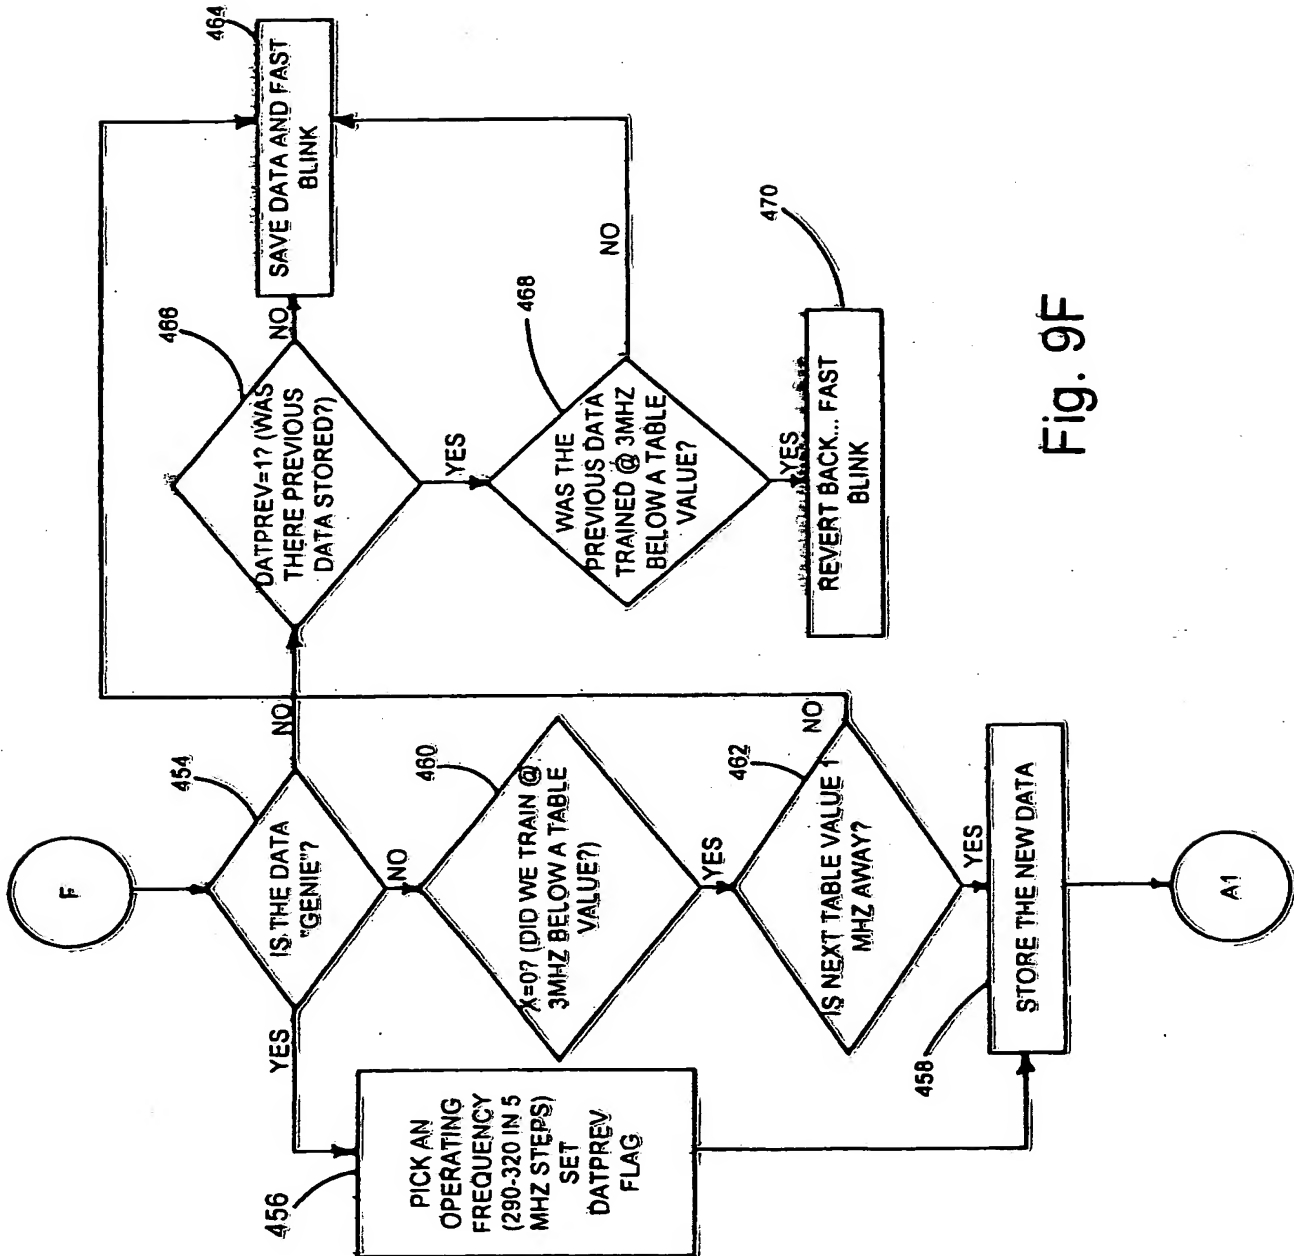 F
454
IS THE DATA
"GENIE"?
YES
NO
NO
456
PICK AN
OPERATING
FREQUENCY
(290-320 IN 5
MHZ STEPS)
SET
DATPREV
FLAG
460
X=0? (DID WE TRAIN @
3MHZ BELOW A TABLE
VALUE?)
YES
462
IS NEXT TABLE VALUE 1
MHZ AWAY?
NO
YES
458
STORE THE NEW DATA
A1
466
DATPREV=1? (WAS
THERE PREVIOUS
DATA STORED?)
NO
YES
464
SAVE DATA AND FAST
BLINK
468
WAS THE
PREVIOUS DATA
TRAINED @ 3MHZ
BELOW A TABLE
VALUE?
NO
YES
470
REVERT BACK... FAST
BLINK
Fig. 9F